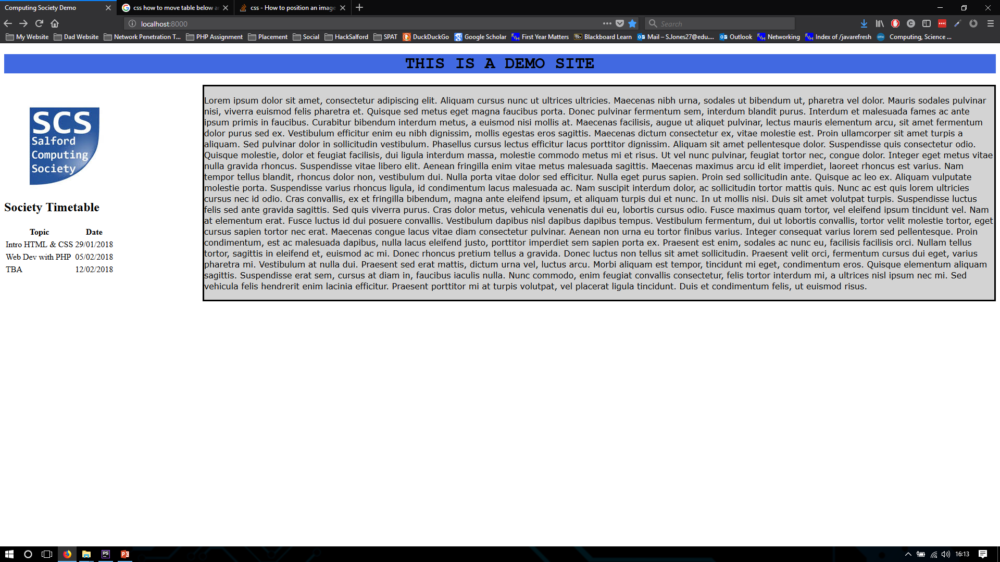 Computing Society Demo
css how to move table below a
css - How to position an image
localhost:8000
Search
My Website
Dad Website
Network Penetration T...
PHP Assignment
Placement
Social
HackSalford
SPAT
DuckDuckGo
Google Scholar
First Year Matters
Bb
Blackboard Learn
Mail – SJones27@edu....
Outlook
Networking
Index of /javarefresh
Computing, Science ...
THIS IS A DEMO SITE
SCS
Salford
Computing
Society
Society Timetable
Topic Date
Intro HTML & CSS 29/01/2018
Web Dev with PHP 05/02/2018
TBA 12/02/2018
Lorem ipsum dolor sit amet, consectetur adipiscing elit. Aliquam cursus nunc ut ultrices ultricies. Maecenas nibh urna, sodales ut bibendum ut, pharetra vel dolor. Mauris sodales pulvinar
nisi, viverra euismod felis pharetra et. Quisque sed metus eget magna faucibus porta. Donec pulvinar fermentum sem, interdum blandit purus. Interdum et malesuada fames ac ante
ipsum primis in faucibus. Curabitur bibendum interdum metus, a euismod nisi mollis at. Maecenas facilisis, augue ut aliquet pulvinar, lectus mauris elementum arcu, sit amet fermentum
dolor purus sed ex. Vestibulum efficitur enim eu nibh dignissim, mollis egestas eros sagittis. Maecenas dictum consectetur ex, vitae molestie est. Proin ullamcorper sit amet turpis a
aliquam. Sed pulvinar dolor in sollicitudin vestibulum. Phasellus cursus lectus efficitur lacus porttitor dignissim. Aliquam sit amet pellentesque dolor. Suspendisse quis consectetur odio.
Quisque molestie, dolor et feugiat facilisis, dui ligula interdum massa, molestie commodo metus mi et risus. Ut vel nunc pulvinar, feugiat tortor nec, congue dolor. Integer eget metus vitae
nulla gravida rhoncus. Suspendisse vitae libero elit. Aenean fringilla enim vitae metus malesuada sagittis. Maecenas maximus arcu id elit imperdiet, laoreet rhoncus est varius. Nam
tempor tellus blandit, rhoncus dolor non, vestibulum dui. Nulla porta vitae dolor sed efficitur. Nulla eget purus sapien. Proin sed sollicitudin ante. Quisque ac leo ex. Aliquam vulputate
molestie porta. Suspendisse varius rhoncus ligula, id condimentum lacus malesuada ac. Nam suscipit interdum dolor, ac sollicitudin tortor mattis quis. Nunc ac est quis lorem ultricies
cursus nec id odio. Cras convallis, ex et fringilla bibendum, magna ante eleifend ipsum, et aliquam turpis dui et nunc. In ut mollis nisi. Duis sit amet volutpat turpis. Suspendisse luctus
felis sed ante gravida sagittis. Sed quis viverra purus. Cras dolor metus, vehicula venenatis dui eu, lobortis cursus odio. Fusce maximus quam tortor, vel eleifend ipsum tincidunt vel. Nam
at elementum erat. Fusce luctus id dui posuere convallis. Vestibulum dapibus nisl dapibus dapibus tempus. Vestibulum fermentum, dui ut lobortis convallis, tortor velit molestie tortor, eget
cursus sapien tortor nec erat. Maecenas congue lacus vitae diam consectetur pulvinar. Aenean non urna eu tortor finibus varius. Integer consequat varius lorem sed pellentesque. Proin
condimentum, est ac malesuada dapibus, nulla lacus eleifend justo, porttitor imperdiet sem sapien porta ex. Praesent est enim, sodales ac nunc eu, facilisis facilisis orci. Nullam tellus
tortor, sagittis in eleifend et, euismod ac mi. Donec rhoncus pretium tellus a gravida. Donec luctus non tellus sit amet sollicitudin. Praesent velit orci, fermentum cursus dui eget, varius
pharetra mi. Vestibulum at nulla dui. Praesent sed erat mattis, dictum urna vel, luctus arcu. Morbi aliquam est tempor, tincidunt mi eget, condimentum eros. Quisque elementum aliquam
sagittis. Suspendisse erat sem, cursus at diam in, faucibus iaculis nulla. Nunc commodo, enim feugiat convallis consectetur, felis tortor interdum mi, a ultrices nisl ipsum nec mi. Sed
vehicula felis hendrerit enim lacinia efficitur. Praesent porttitor mi at turpis volutpat, vel placerat ligula tincidunt. Duis et condimentum felis, ut euismod risus.
PS
16:13